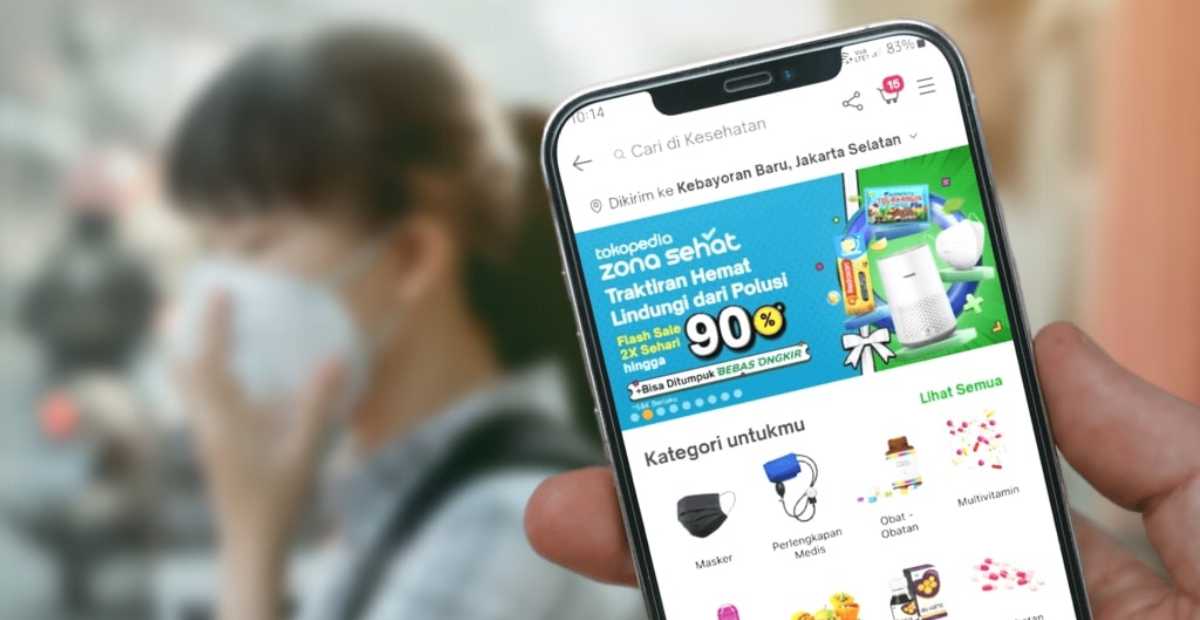 10:14
83%
15
Cari di Kesehatan
Dikirim ke Kebayoran Baru, Jakarta Selatan
tokopedia
zona sehat
Traktiran Hemat
Lindungi dari Polusi
Flash Sale
2X Sehari
hingga
90%
+Bisa Ditumpuk BEBAS ONGKIR
Kategori untukmu
Lihat Semua
Masker
Perlengkapan
Medis
Obat -
Obatan
Multivitamin